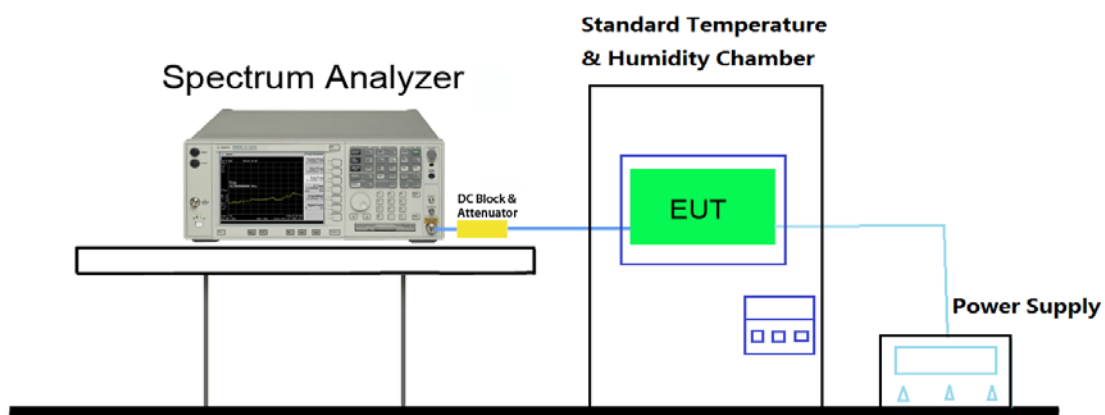 Standard Temperature
& Humidity Chamber
Spectrum Analyzer
DC Block &
Attenuator
EUT
Power Supply